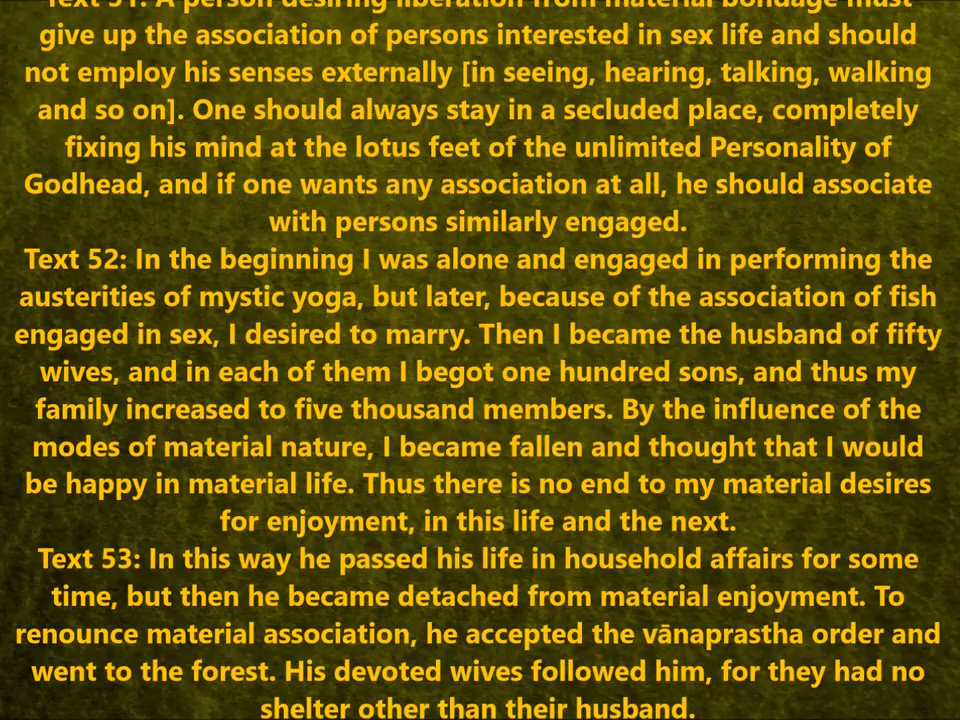 Text 51: A person desiring liberation from material bondage must
give up the association of persons interested in sex life and should
not employ his senses externally [in seeing, hearing, talking, walking
and so on]. One should always stay in a secluded place, completely
fixing his mind at the lotus feet of the unlimited Personality of
Godhead, and if one wants any association at all, he should associate
with persons similarly engaged.
Text 52: In the beginning I was alone and engaged in performing the
austerities of mystic yoga, but later, because of the association of fish
engaged in sex, I desired to marry. Then I became the husband of fifty
wives, and in each of them I begot one hundred sons, and thus my
family increased to five thousand members. By the influence of the
modes of material nature, I became fallen and thought that I would
be happy in material life. Thus there is no end to my material desires
for enjoyment, in this life and the next.
Text 53: In this way he passed his life in household affairs for some
time, but then he became detached from material enjoyment. To
renounce material association, he accepted the vānaprastha order and
went to the forest. His devoted wives followed him, for they had no
shelter other than their husband.